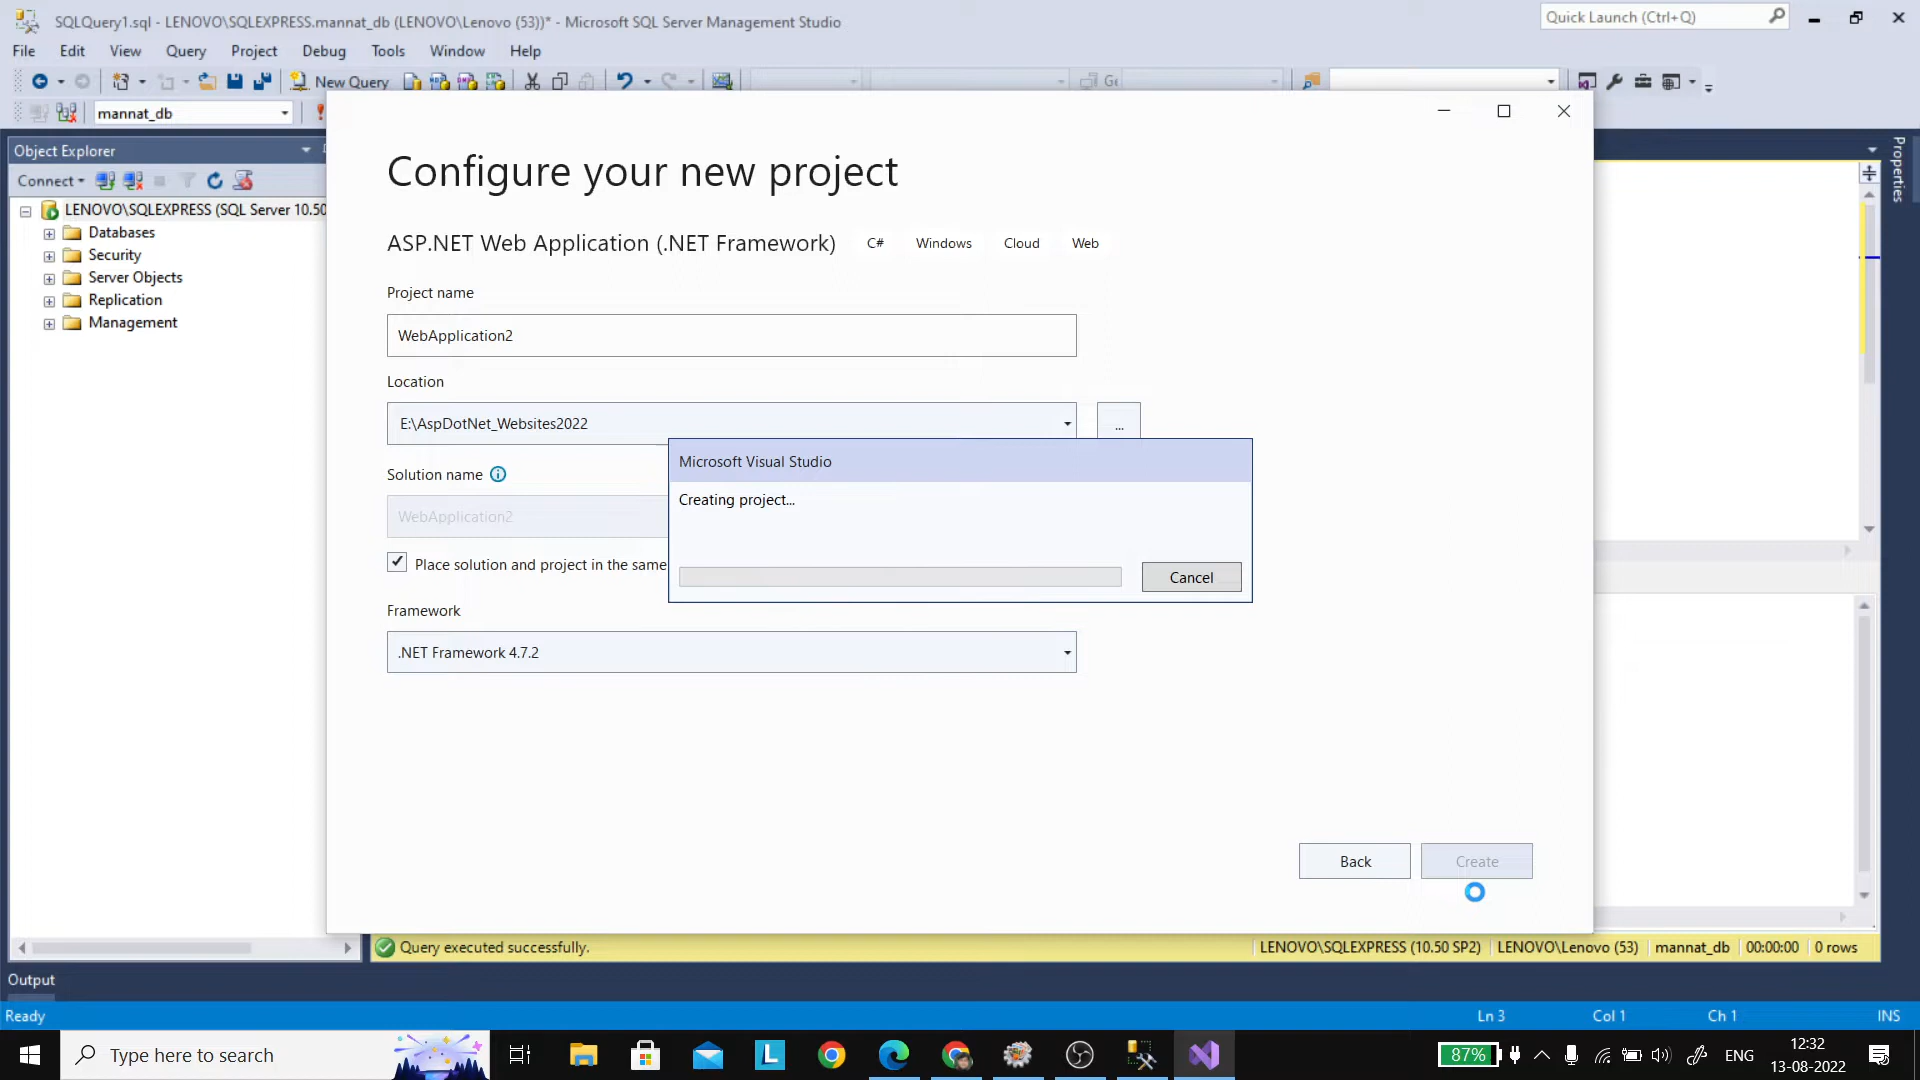 SQLQuery1.sql - LENOVO\SQLEXPRESS.mannat_db (LENOVO\Lenovo (53))* - Microsoft SQL Server Management Studio
Quick Launch (Ctrl+Q)
File Edit View Query Project Debug Tools Window Help
New Query
mannat_db
Object Explorer
Connect
LENOVO\SQLEXPRESS (SQL Server 10.50
Databases
Security
Server Objects
Replication
Management
Properties
Configure your new project
ASP.NET Web Application (.NET Framework) C# Windows Cloud Web
Project name
WebApplication2
Location
E:\AspDotNet_Websites2022
...
Solution name
WebApplication2
Place solution and project in the same
Microsoft Visual Studio
Creating project...
Cancel
Framework
.NET Framework 4.7.2
Back
Create
Query executed successfully.
LENOVO\SQLEXPRESS (10.50 SP2) LENOVO\Lenovo (53) mannat_db 00:00:00 0 rows
Output
Ready
Ln 3 Col 1 Ch 1 INS
Type here to search
L
87%
ENG
12:32
13-08-2022